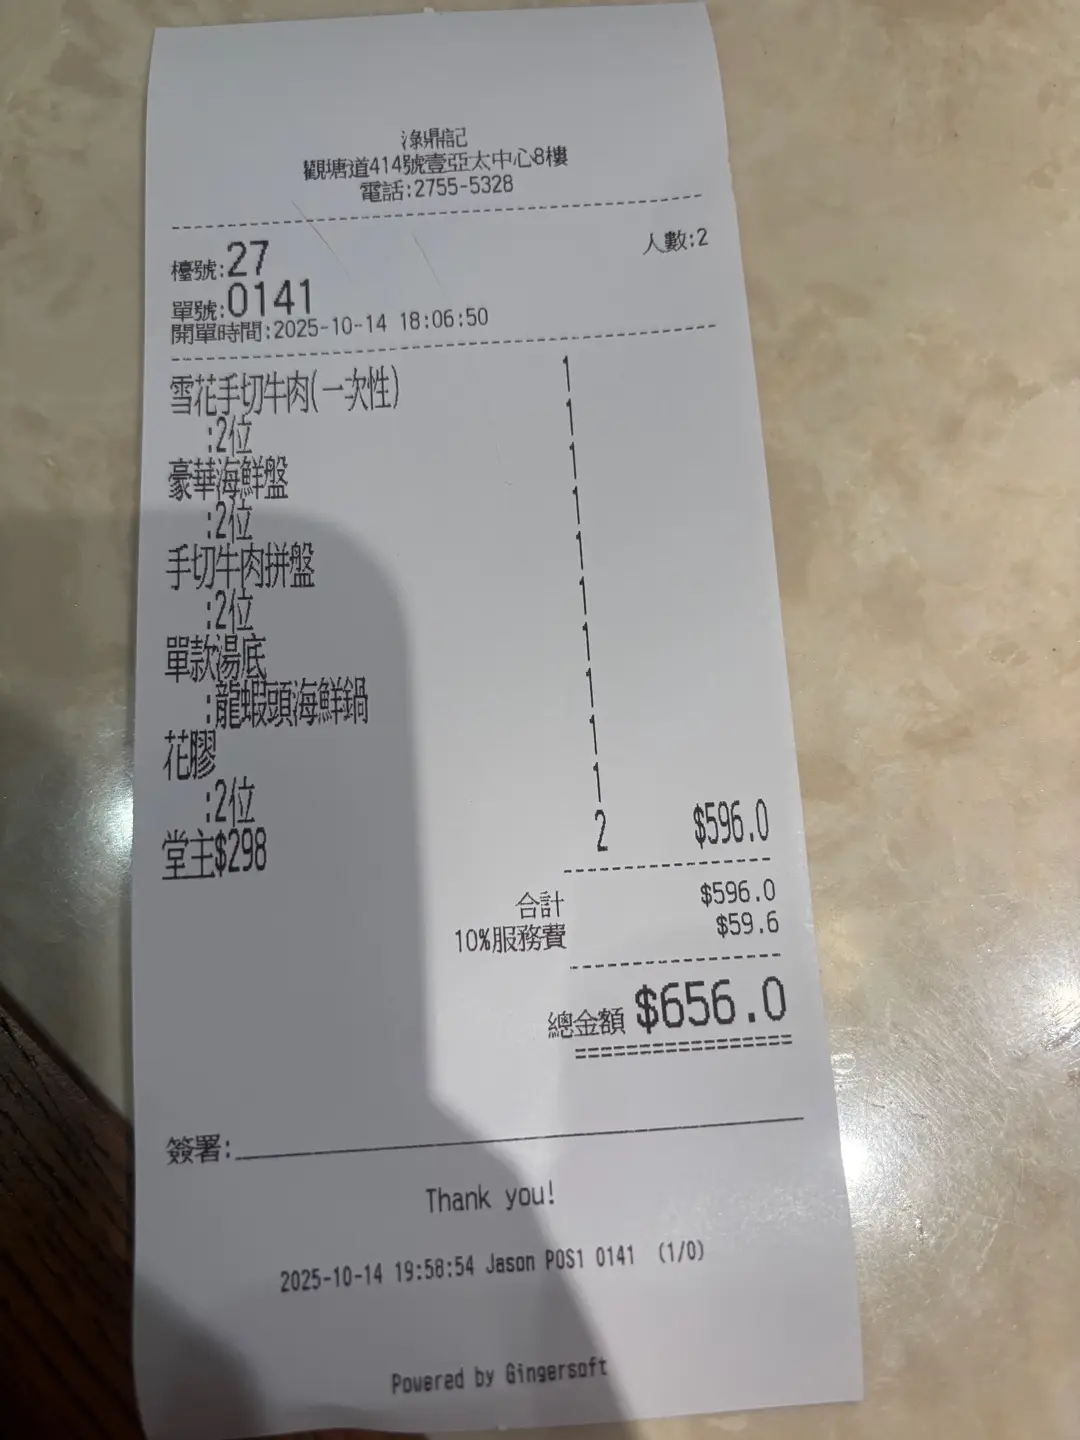 淥鼎記
觀塘道414號壹亞太中心8樓
電話:2755-5328
檯號:27 人數:2
單號:0141
開單時間:2025-10-14 18:06:50
雪花手切牛肉(一次性) 1
:2位 1
豪華海鮮盤 1
:2位 1
手切牛肉拼盤 1
:2位 1
單款湯底 1
:龍蝦頭海鮮鍋 1
花膠 1
:2位 1
堂主$298 2 $596.0
合計 $596.0
10%服務費 $59.6
總金額 $656.0
簽署:
Thank you!
2025-10-14 19:58:54 Jason POS1 0141 (1/0)
Powered by Gingersoft